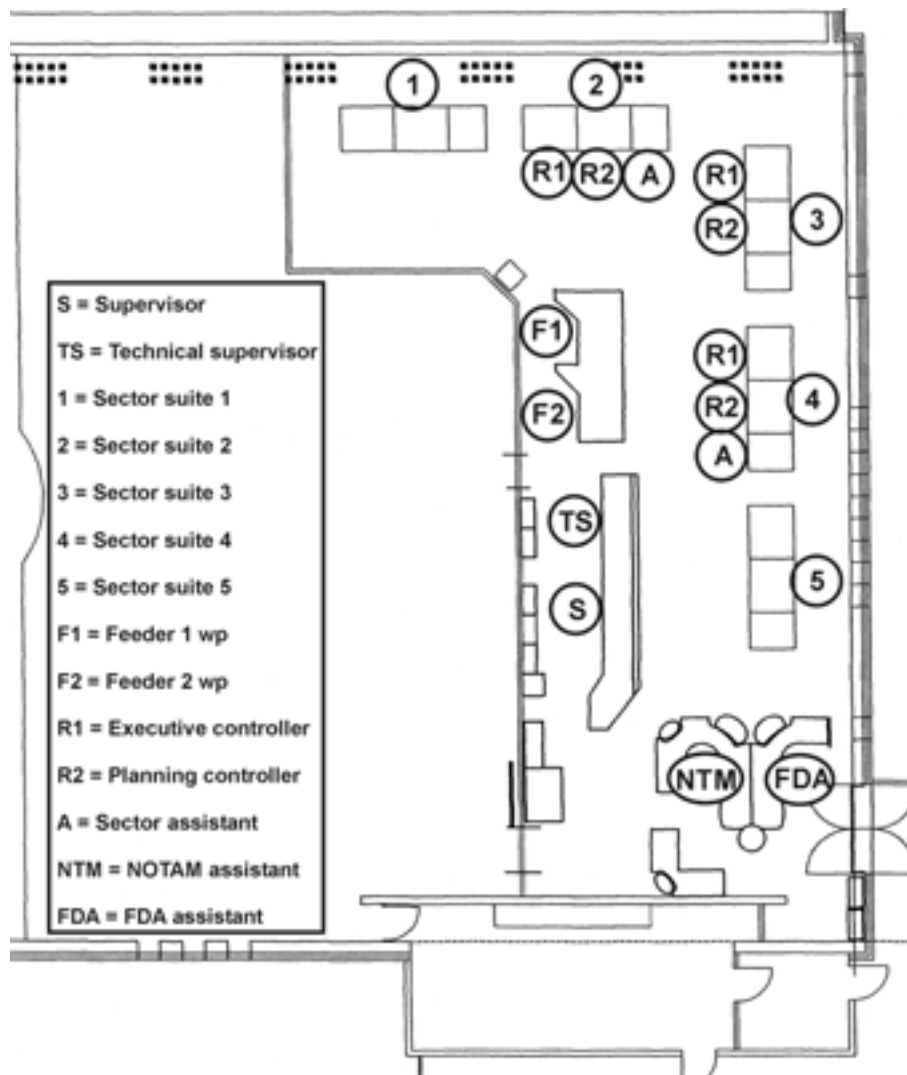 1
2
R1 R2 A
R1
R2
3
F1
F2
R1
R2
A
4
TS
S
5
NTM FDA
S = Supervisor
TS = Technical supervisor
1 = Sector suite 1
2 = Sector suite 2
3 = Sector suite 3
4 = Sector suite 4
5 = Sector suite 5
F1 = Feeder 1 wp
F2 = Feeder 2 wp
R1 = Executive controller
R2 = Planning controller
A = Sector assistant
NTM = NOTAM assistant
FDA = FDA assistant